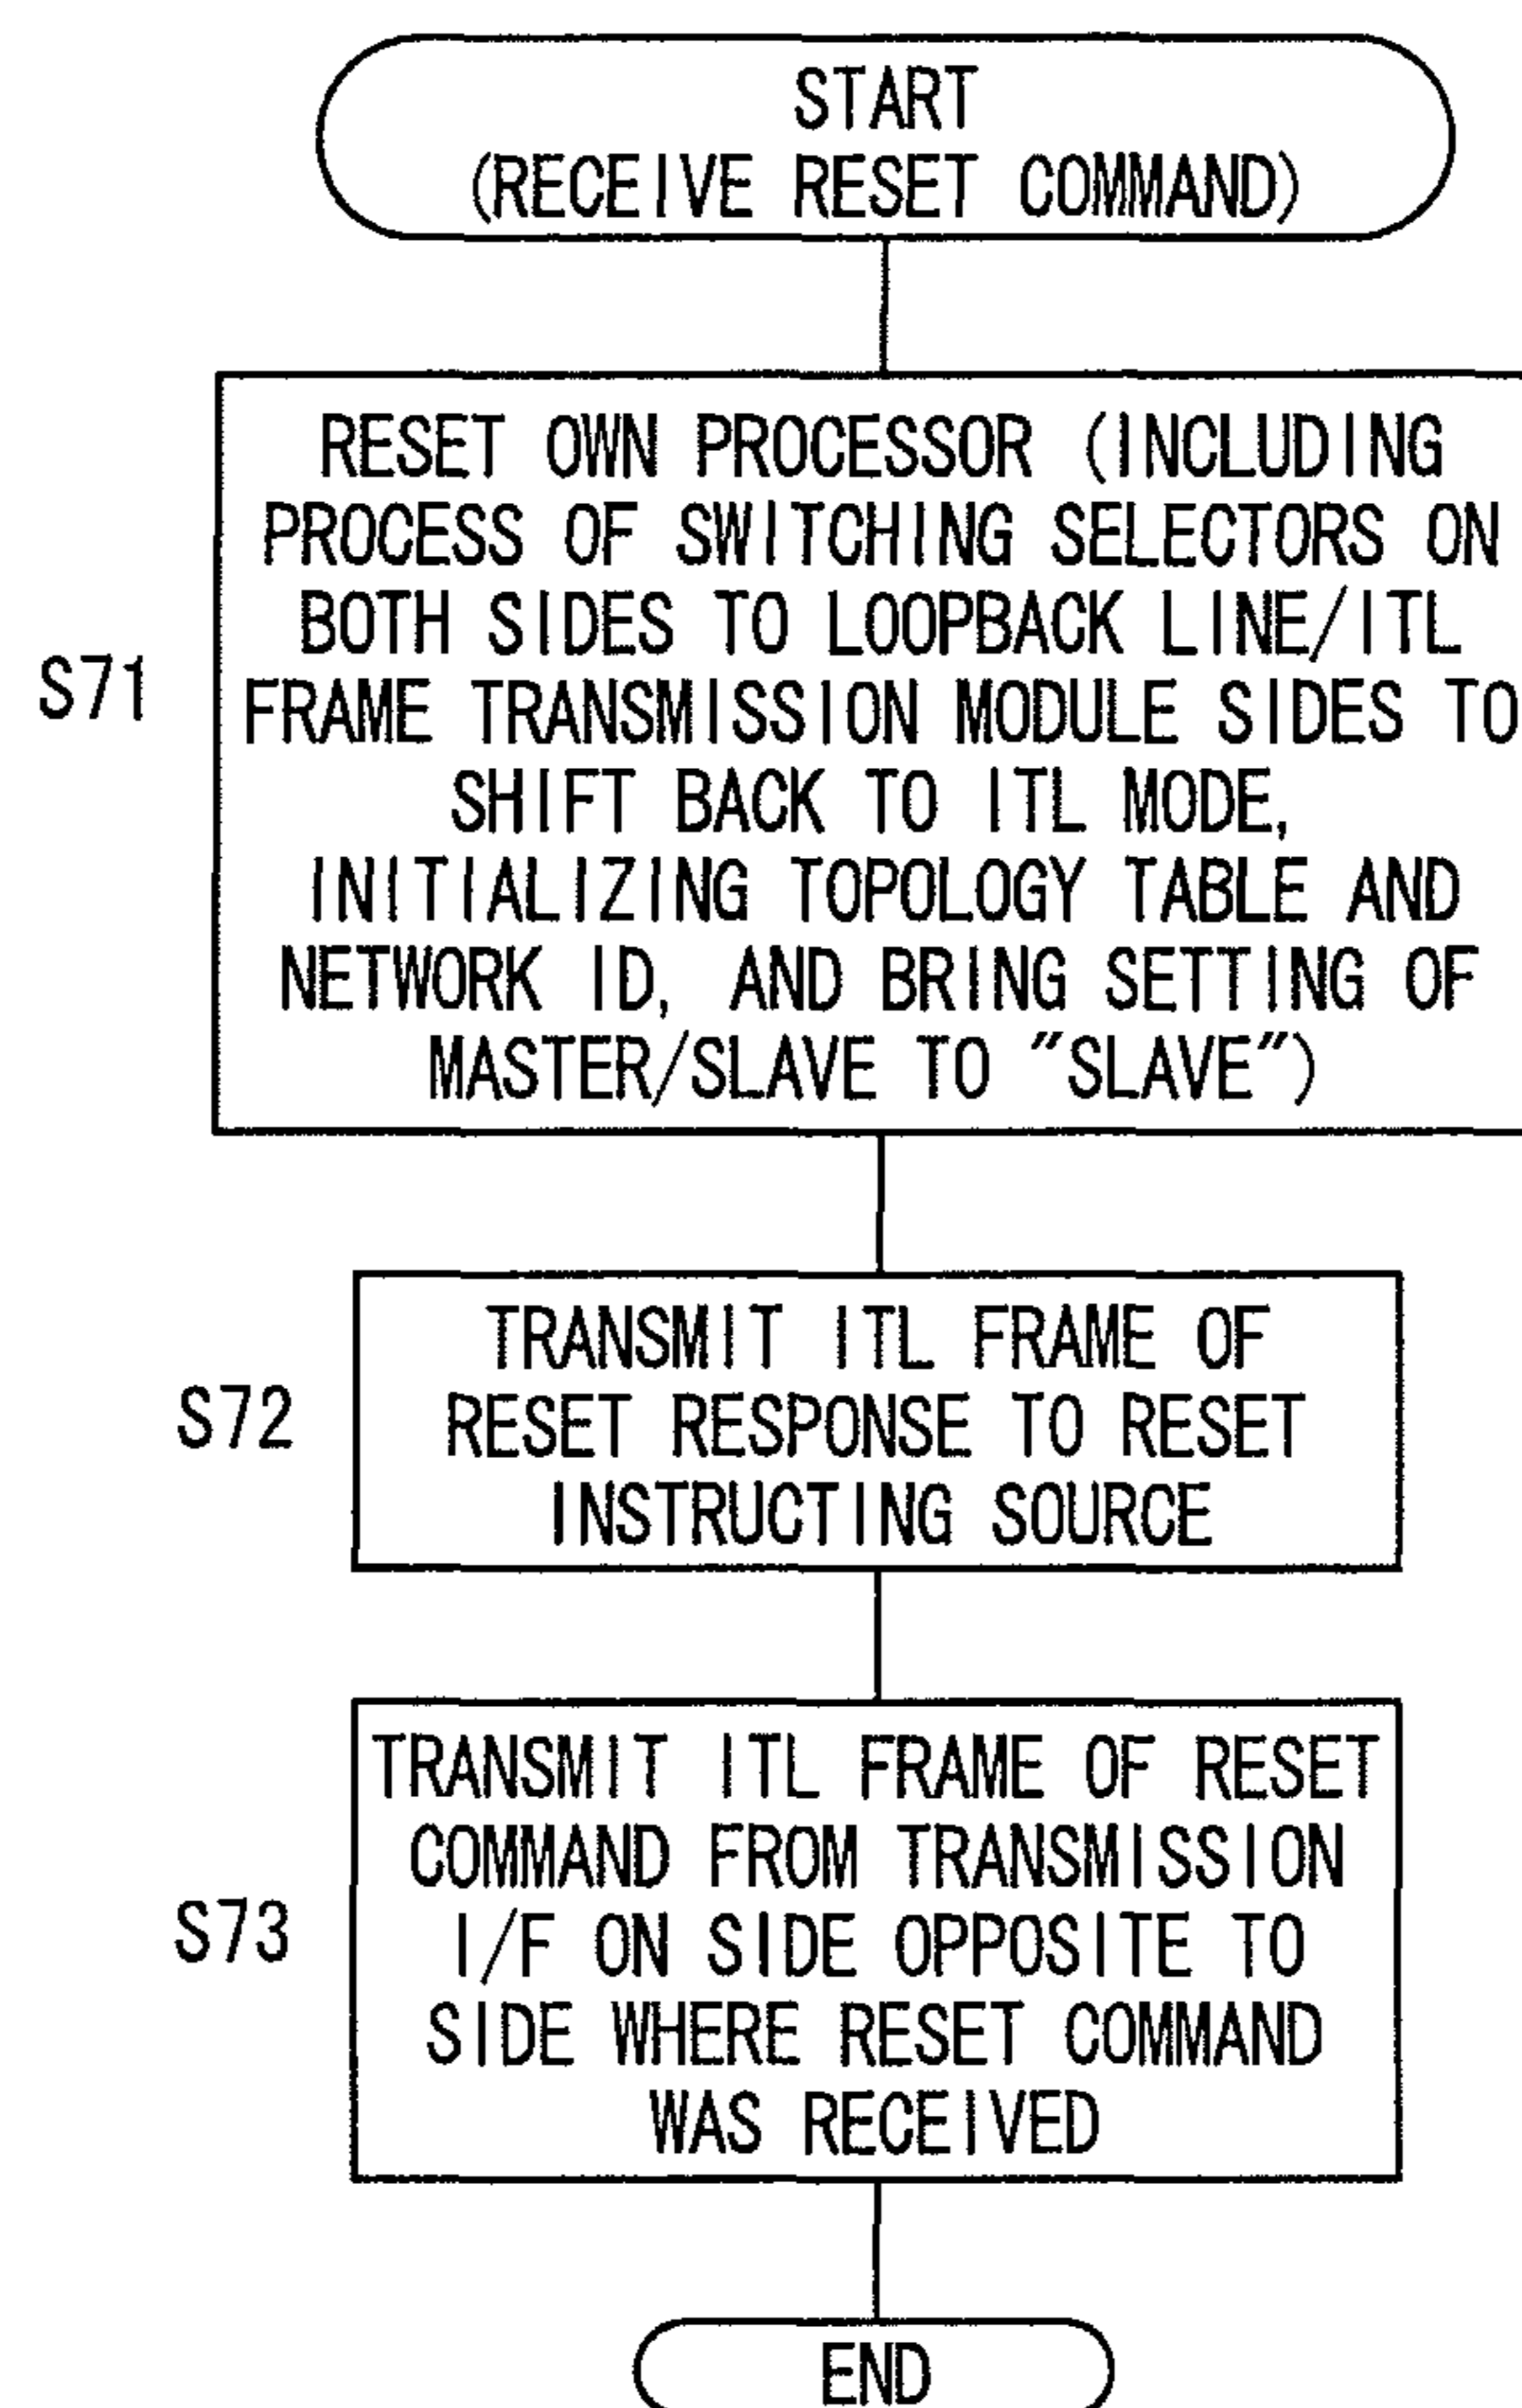 START
(RECEIVE RESET COMMAND)
S71
RESET OWN PROCESSOR (INCLUDING
PROCESS OF SWITCHING SELECTORS ON
BOTH SIDES TO LOOPBACK LINE/ITL
FRAME TRANSMISSION MODULE SIDES TO
SHIFT BACK TO ITL MODE,
INITIALIZING TOPOLOGY TABLE AND
NETWORK ID, AND BRING SETTING OF
MASTER/SLAVE TO "SLAVE")
S72
TRANSMIT ITL FRAME OF
RESET RESPONSE TO RESET
INSTRUCTING SOURCE
S73
TRANSMIT ITL FRAME OF RESET
COMMAND FROM TRANSMISSION
I/F ON SIDE OPPOSITE TO
SIDE WHERE RESET COMMAND
WAS RECEIVED
END